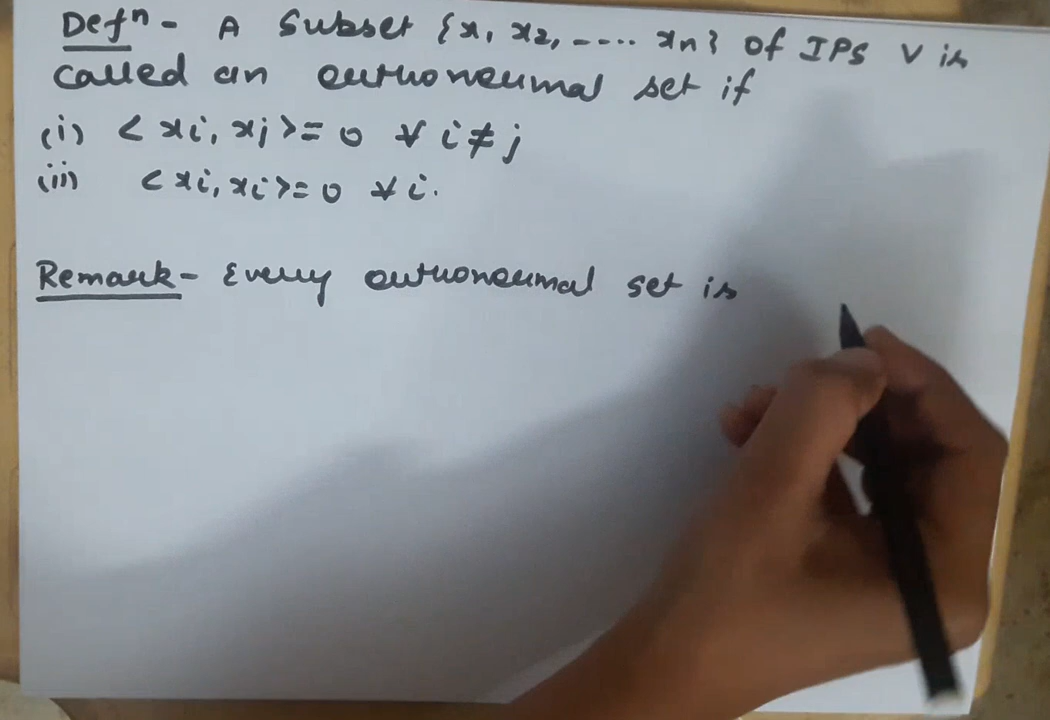 Defⁿ - A Subset {x₁, x₂, ..... xₙ} of IPS V is
called an orthonormal set if
(i) < xi, xj > = 0 ∀ i ≠ j
(ii) < xi, xi > = 0 ∀ i.
Remark - Every orthonormal set is